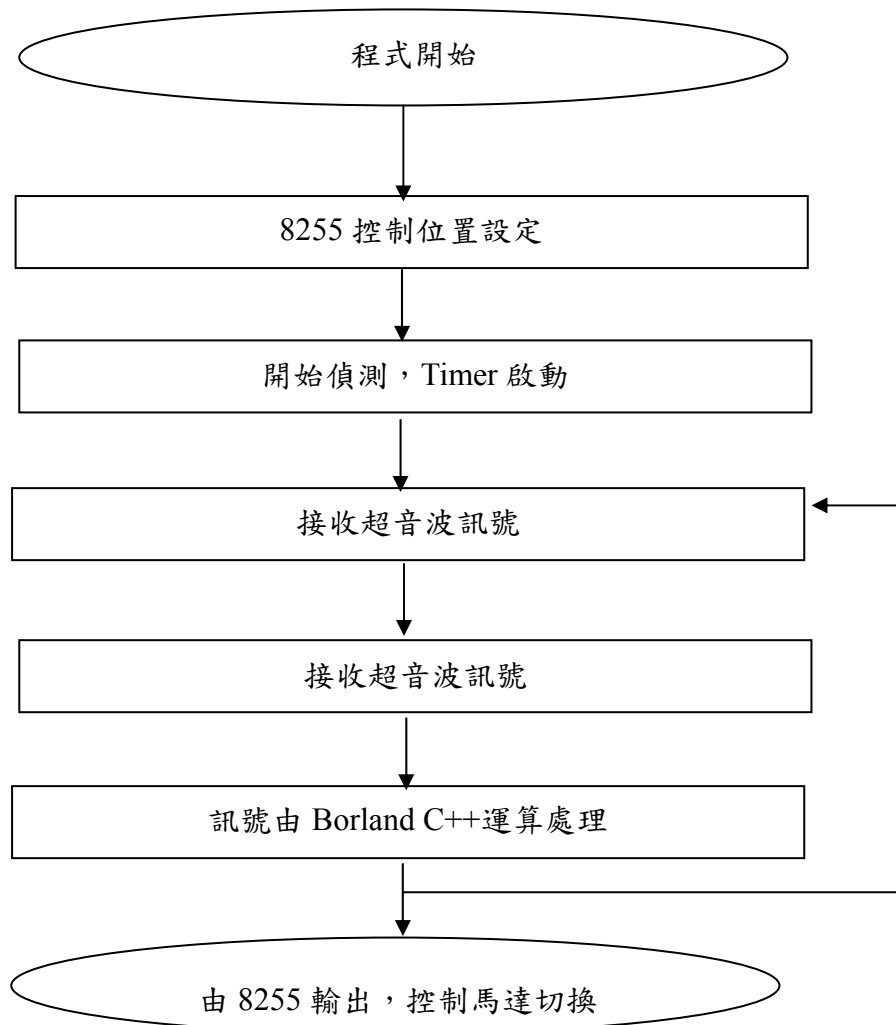 程式開始
8255 控制位置設定
開始偵測，Timer 啟動
接收超音波訊號
接收超音波訊號
訊號由 Borland C++運算處理
由 8255 輸出，控制馬達切換